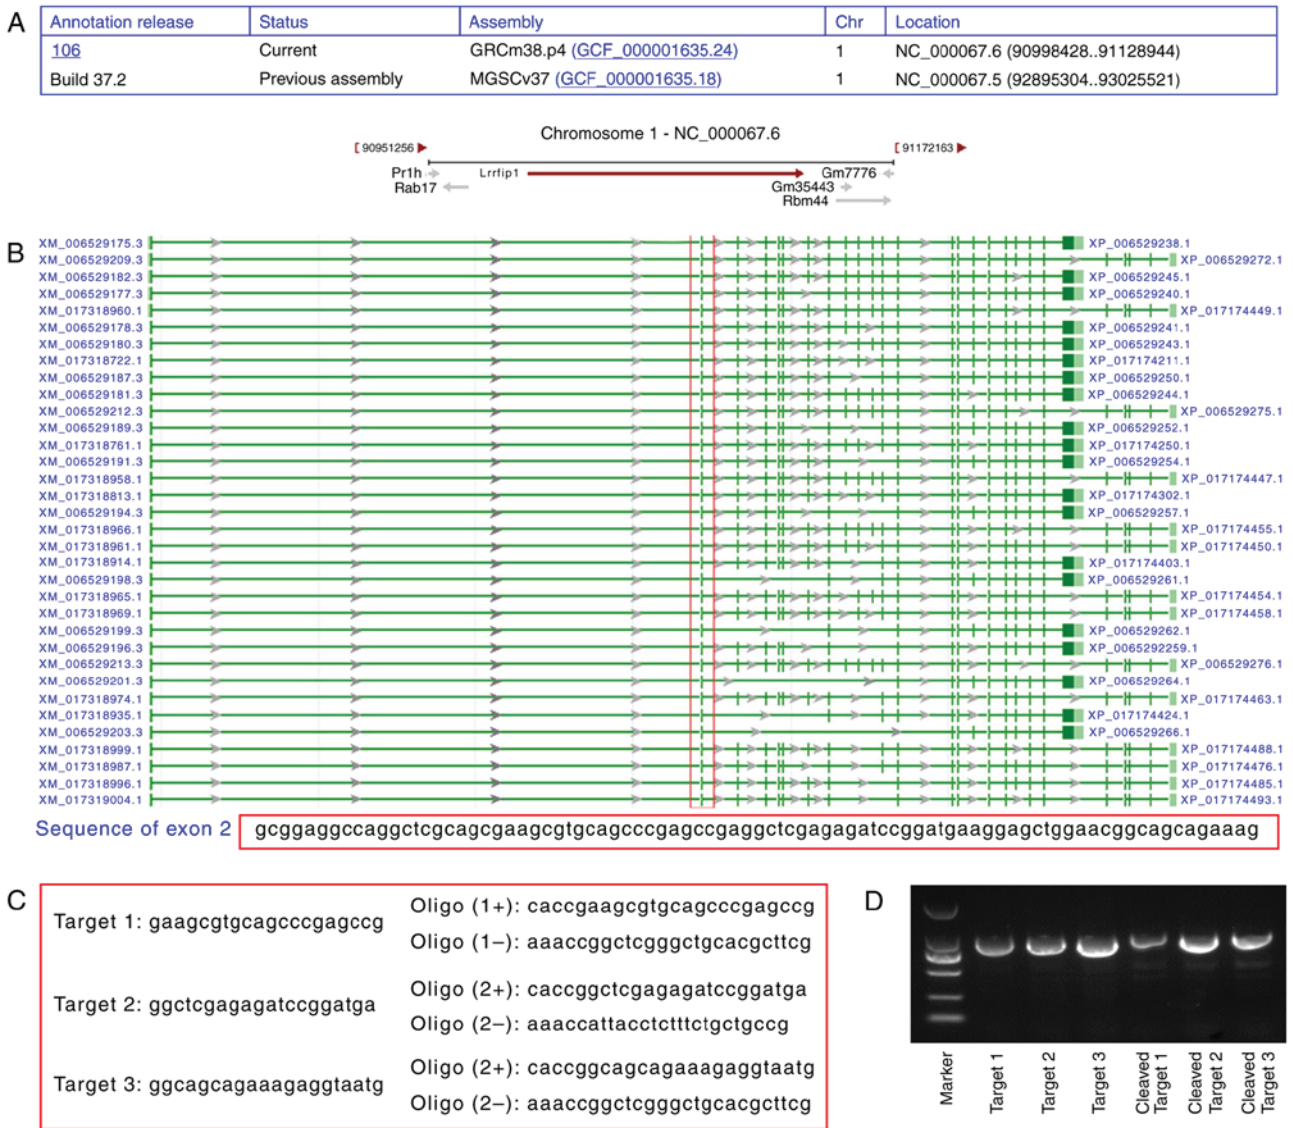 A
Annotation release Status Assembly Chr Location
106 Current GRCm38.p4 (GCF_000001635.24) 1 NC_000067.6 (90998428..91128944)
Build 37.2 Previous assembly MGSCv37 (GCF_000001635.18) 1 NC_000067.5 (92895304..93025521)
Chromosome 1 - NC_000067.6
[ 90951256 [ 91172163
Pr1h Lrrfip1 Gm7776
Rab17 Gm35443
Rbm44
B
XM_006529175.3 XP_006529238.1
XM_006529209.3 XP_006529272.1
XM_006529182.3 XP_006529245.1
XM_006529177.3 XP_006529240.1
XM_017318960.1 XP_017174449.1
XM_006529178.3 XP_006529241.1
XM_006529180.3 XP_006529243.1
XM_017318722.1 XP_017174211.1
XM_006529187.3 XP_006529250.1
XM_006529181.3 XP_006529244.1
XM_006529212.3 XP_006529275.1
XM_006529189.3 XP_006529252.1
XM_017318761.1 XP_017174250.1
XM_006529191.3 XP_006529254.1
XM_017318958.1 XP_017174447.1
XM_017318813.1 XP_017174302.1
XM_006529194.3 XP_006529257.1
XM_017318966.1 XP_017174455.1
XM_017318961.1 XP_017174450.1
XM_017318914.1 XP_017174403.1
XM_006529198.3 XP_006529261.1
XM_017318965.1 XP_017174454.1
XM_017318969.1 XP_017174458.1
XM_006529199.3 XP_006529262.1
XM_006529196.3 XP_0065292259.1
XM_006529213.3 XP_006529276.1
XM_006529201.3 XP_006529264.1
XM_017318974.1 XP_017174463.1
XM_017318935.1 XP_017174424.1
XM_006529203.3 XP_006529266.1
XM_017318999.1 XP_017174488.1
XM_017318987.1 XP_017174476.1
XM_017318996.1 XP_017174485.1
XM_017319004.1 XP_017174493.1
Sequence of exon 2 gcggaggccaggctcgcagcgaagcgtgcagcccgagccgaggctcgagagatccggatgaaggagctggaacggcagcagaaag
C
Target 1: gaagcgtgcagcccgagccg
Oligo (1+): caccgaagcgtgcagcccgagccg
Oligo (1–): aaaccggctcgggctgcacgcttcg
Target 2: ggctcgagagatccggatga
Oligo (2+): caccggctcgagagatccggatga
Oligo (2–): aaaccattacctctttctgctgccg
Target 3: ggcagcagaaagaggtaatg
Oligo (2+): caccggcagcagaaagaggtaatg
Oligo (2–): aaaccggctcgggctgcacgcttcg
D
Marker
Target 1
Target 2
Target 3
Cleaved Target 1
Cleaved Target 2
Cleaved Target 3